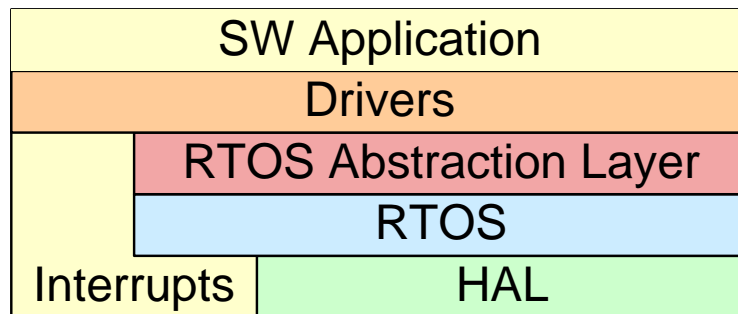 SW Application
Drivers
RTOS Abstraction Layer
RTOS
Interrupts HAL